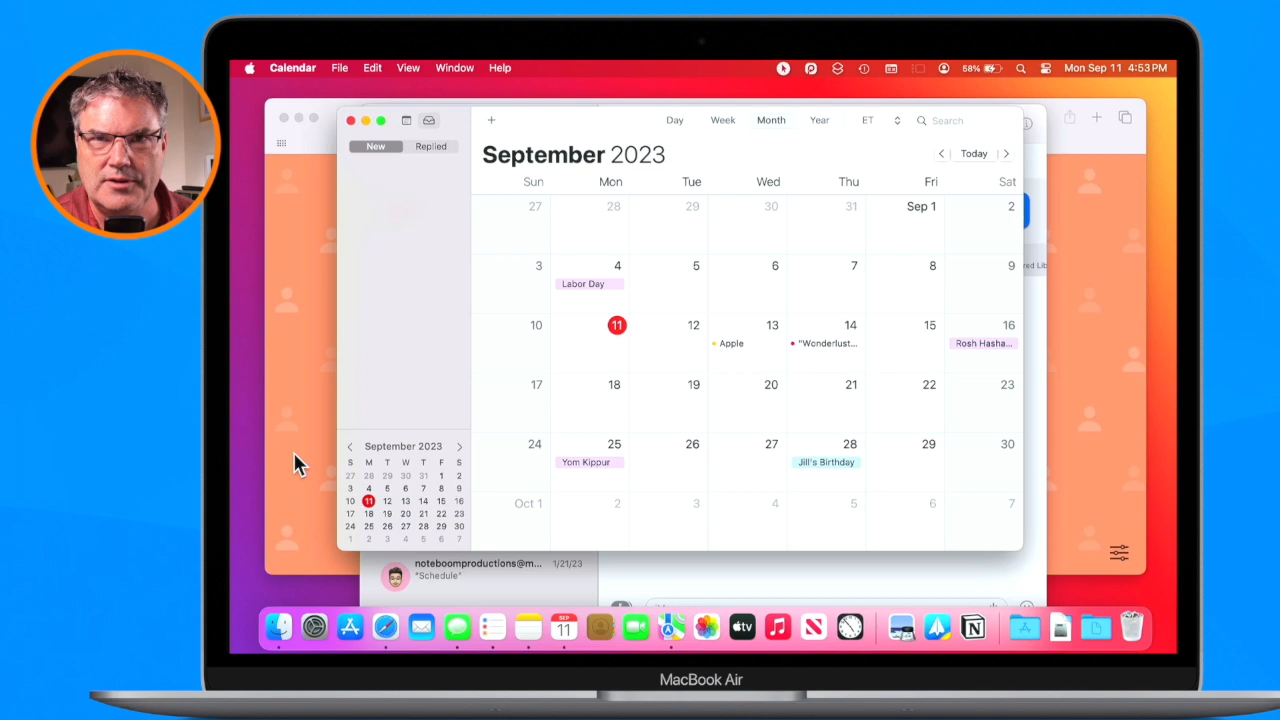 Calendar File Edit View Window Help 68% Mon Sep 11 4:53 PM
Day Week Month Year ET Search
New Replied
September 2023
Today
Sun Mon Tue Wed Thu Fri Sat
27 28 29 30 31 Sep 1 2
3 4 5 6 7 8 9
Labor Day
10 11 12 13 14 15 16
Apple "Wonderlust... Rosh Hasha...
17 18 19 20 21 22 23
24 25 26 27 28 29 30
Yom Kippur Jill's Birthday
Oct 1 2 3 4 5 6 7
September 2023
S M T W T F S
27 28 29 30 31 1 2
3 4 5 6 7 8 9
10 11 12 13 14 15 16
17 18 19 20 21 22 23
24 25 26 27 28 29 30
1 2 3 4 5 6 7
red Lib
noteboomproductions@m... 1/21/23
"Schedule"
SEP
11
tv
MacBook Air